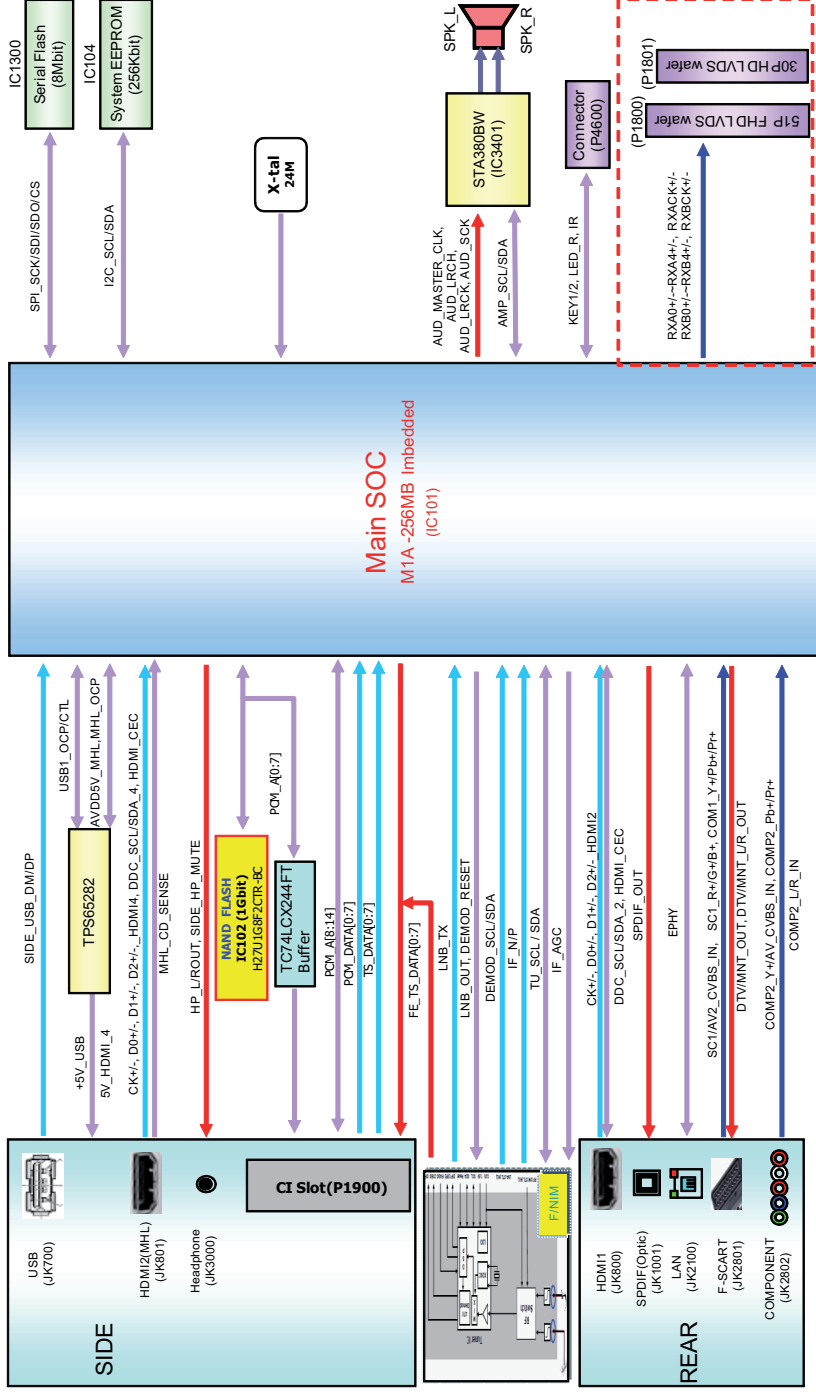 SIDE
USB
(JK700)
HDMI2(MHL)
(JK801)
Headphone
(JK3000)
CI Slot(P1900)
F/NIM
Tuner IC
RF
Switch
REAR
HDMI1
(JK800)
SPDIF(Optic)
(JK1001)
LAN
(JK2100)
F-SCART
(JK2801)
COMPONENT
(JK2802)
SIDE_USB_DM/DP
+5V_USB
5V_HDMI_4
TPS65282
USB1_OCP/CTL
AVDD5V_MHL,MHL_OCP
CK+/-, D0+/-, D1+/-, D2+/-_HDMI4, DDC_SCL/SDA_4, HDMI_CEC
MHL_CD_SENSE
HP_L/ROUT, SIDE_HP_MUTE
NAND FLASH
IC102 (1Gbit)
H27U1G8F2CTR-BC
TC74LCX244FT
Buffer
PCM_A[0:7]
PCM_A[8:14]
PCM_DATA[0:7]
TS_DATA[0:7]
FE_TS_DATA[0:7]
LNB_TX
LNB_OUT, DEMOD_RESET
DEMOD_SCL/SDA
IF_N/P
TU_SCL / SDA
IF_AGC
CK+/-, D0+/-, D1+/-, D2+/-_HDMI2
DDC_SCL/SDA_2, HDMI_CEC
SPDIF_OUT
EPHY
SC1/AV2_CVBS_IN, SC1_R+/G+/B+, COM1_Y+/Pb+/Pr+
DTV/MNT_OUT, DTV/MNT_L/R_OUT
COMP2_Y+/AV_CVBS_IN, COMP2_Pb+/Pr+
COMP2_L/R_IN
Main SOC
M1A -256MB Imbedded
(IC101)
SPI_SCK/SDI/SDO/CS
IC1300
Serial Flash
(8Mbit)
I2C_SCL/SDA
IC104
System EEPROM
(256Kbit)
X-tal
24M
AUD_MASTER_CLK,
AUD_LRCH,
AUD_LRCK, AUD_SCK
AMP_SCL/SDA
STA380BW
(IC3401)
SPK_L
SPK_R
KEY1/2, LED_R, IR
Connector
(P4600)
RXA0+/-~RXA4+/-, RXACK+/-
RXB0+/-~RXB4+/-, RXBCK+/-
(P1800)
51P FHD LVDS wafer
(P1801)
30P HD LVDS wafer